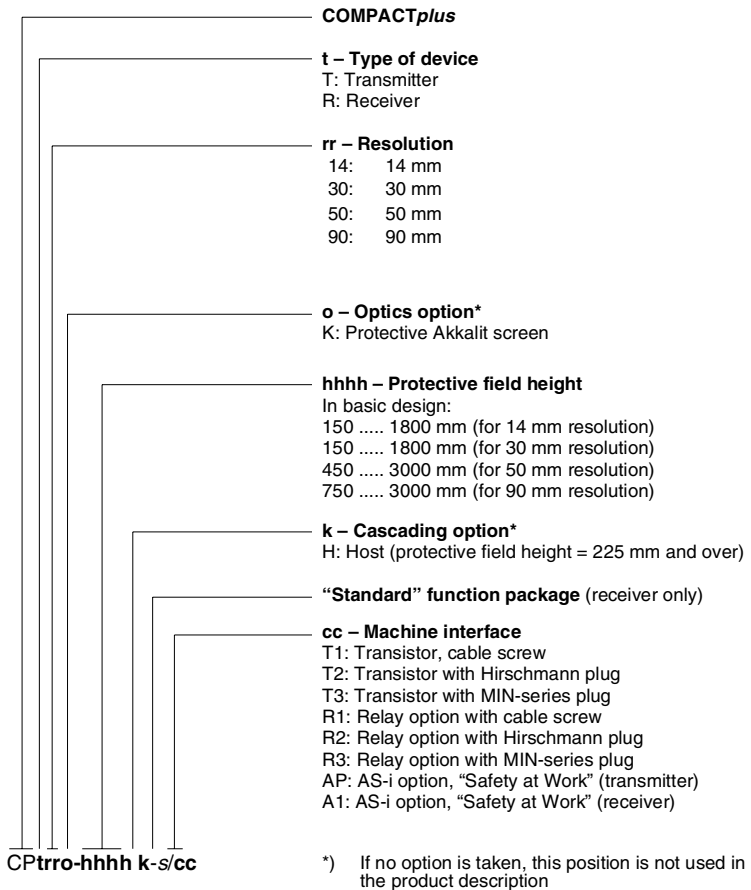 COMPACTplus
t – Type of device
T: Transmitter
R: Receiver
rr – Resolution
14: 14 mm
30: 30 mm
50: 50 mm
90: 90 mm
o – Optics option*
K: Protective Akkalit screen
hhhh – Protective field height
In basic design:
150 ..... 1800 mm (for 14 mm resolution)
150 ..... 1800 mm (for 30 mm resolution)
450 ..... 3000 mm (for 50 mm resolution)
750 ..... 3000 mm (for 90 mm resolution)
k – Cascading option*
H: Host (protective field height = 225 mm and over)
“Standard” function package (receiver only)
cc – Machine interface
T1: Transistor, cable screw
T2: Transistor with Hirschmann plug
T3: Transistor with MIN-series plug
R1: Relay option with cable screw
R2: Relay option with Hirschmann plug
R3: Relay option with MIN-series plug
AP: AS-i option, “Safety at Work” (transmitter)
A1: AS-i option, “Safety at Work” (receiver)
CPtrro-hhhh k-s/cc
*) If no option is taken, this position is not used in
the product description